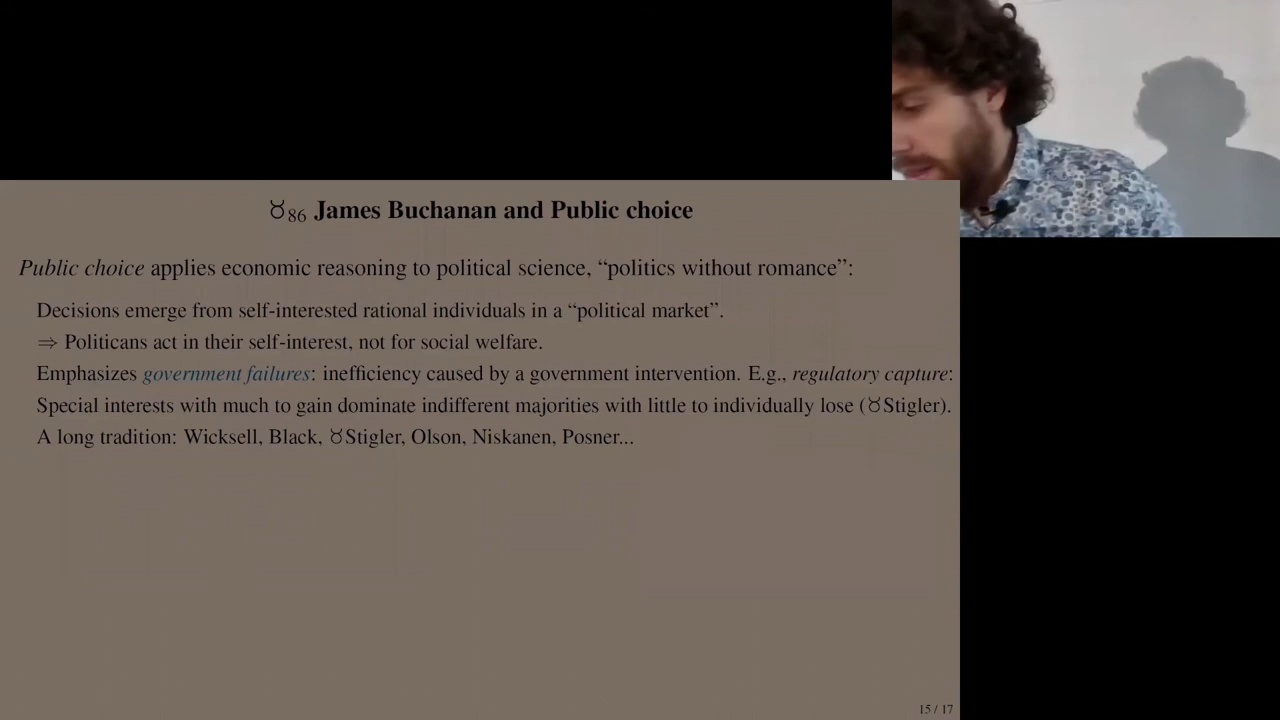 ♉86 James Buchanan and Public choice
Public choice applies economic reasoning to political science, “politics without romance”:
Decisions emerge from self-interested rational individuals in a “political market”.
⇒ Politicans act in their self-interest, not for social welfare.
Emphasizes government failures: inefficiency caused by a government intervention. E.g., regulatory capture:
Special interests with much to gain dominate indifferent majorities with little to individually lose (♉Stigler).
A long tradition: Wicksell, Black, ♉Stigler, Olson, Niskanen, Posner...
15 / 17